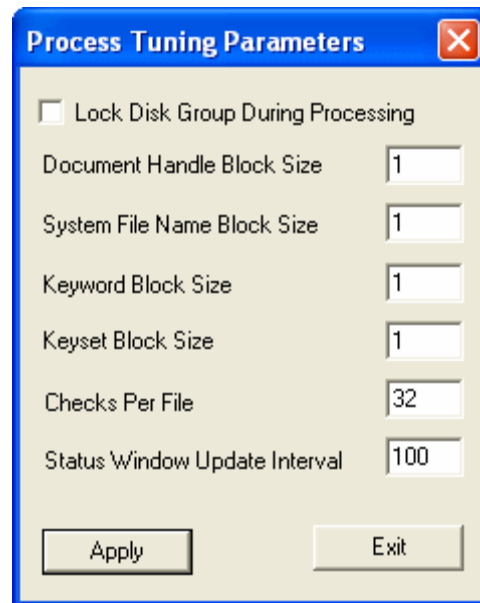 Process Tuning Parameters
Lock Disk Group During Processing
Document Handle Block Size 1
System File Name Block Size 1
Keyword Block Size 1
Keyset Block Size 1
Checks Per File 32
Status Window Update Interval 100
Apply Exit